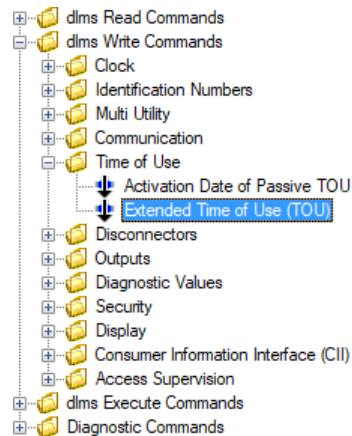 dlms Read Commands
dlms Write Commands
Clock
Identification Numbers
Multi Utility
Communication
Time of Use
Activation Date of Passive TOU
Extended Time of Use (TOU)
Disconnectors
Outputs
Diagnostic Values
Security
Display
Consumer Information Interface (CII)
Access Supervision
dlms Execute Commands
Diagnostic Commands